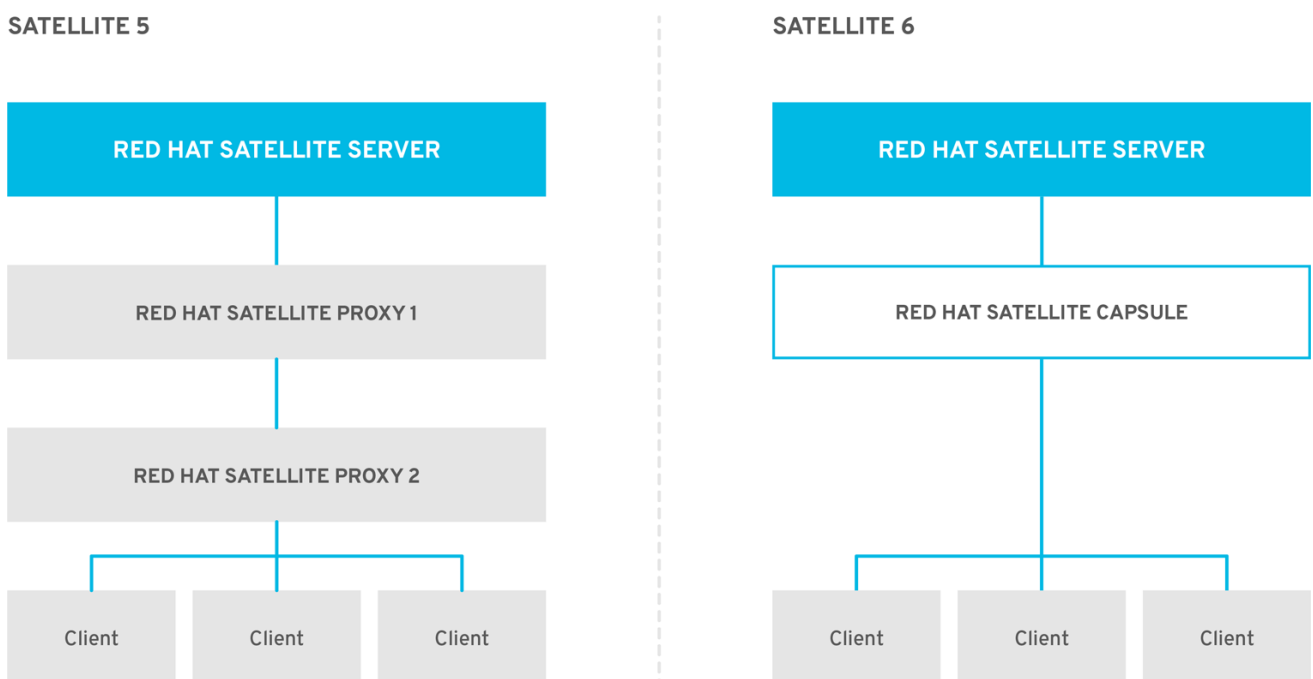 SATELLITE 5
RED HAT SATELLITE SERVER
RED HAT SATELLITE PROXY 1
RED HAT SATELLITE PROXY 2
Client
Client
Client
SATELLITE 6
RED HAT SATELLITE SERVER
RED HAT SATELLITE CAPSULE
Client
Client
Client